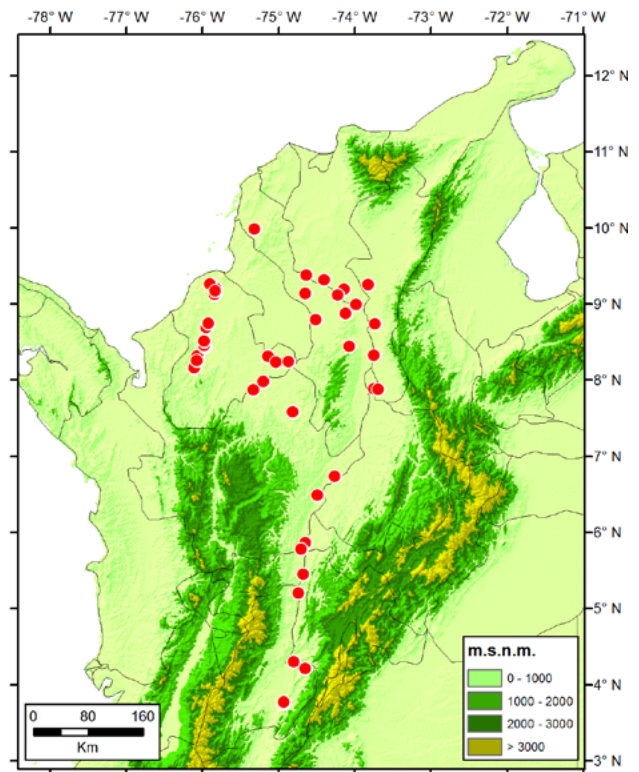 -78° W -77° W -76° W -75° W -74° W -73° W -72° W -71° W
12° N
11° N
10° N
9° N
8° N
7° N
6° N
5° N
4° N
3° N
m.s.n.m.
0 - 1000
1000 - 2000
2000 - 3000
> 3000
0 80 160
Km